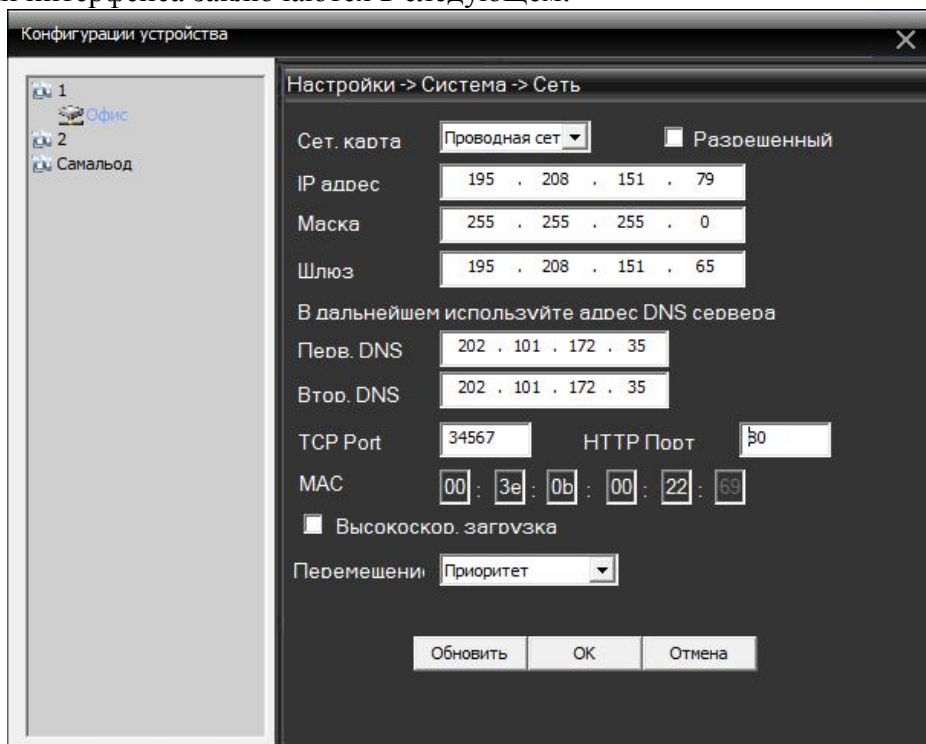 интерфейса заключаются в следующем:
Конфигурации устройства
1
Офис
2
Самальод
Настройки -> Система -> Сеть
Сет. карта Проводная сет Разрешенный
IP адрес 195 . 208 . 151 . 79
Маска 255 . 255 . 255 . 0
Шлюз 195 . 208 . 151 . 65
В дальнейшем используйте адрес DNS сервера
Перв. DNS 202 . 101 . 172 . 35
Втор. DNS 202 . 101 . 172 . 35
TCP Port 34567 HTTP Порт 80
MAC 00 : 3e : 0b : 00 : 22 : 69
Высокоскор. загрузка
Перемещени Приоритет
Обновить OK Отмена